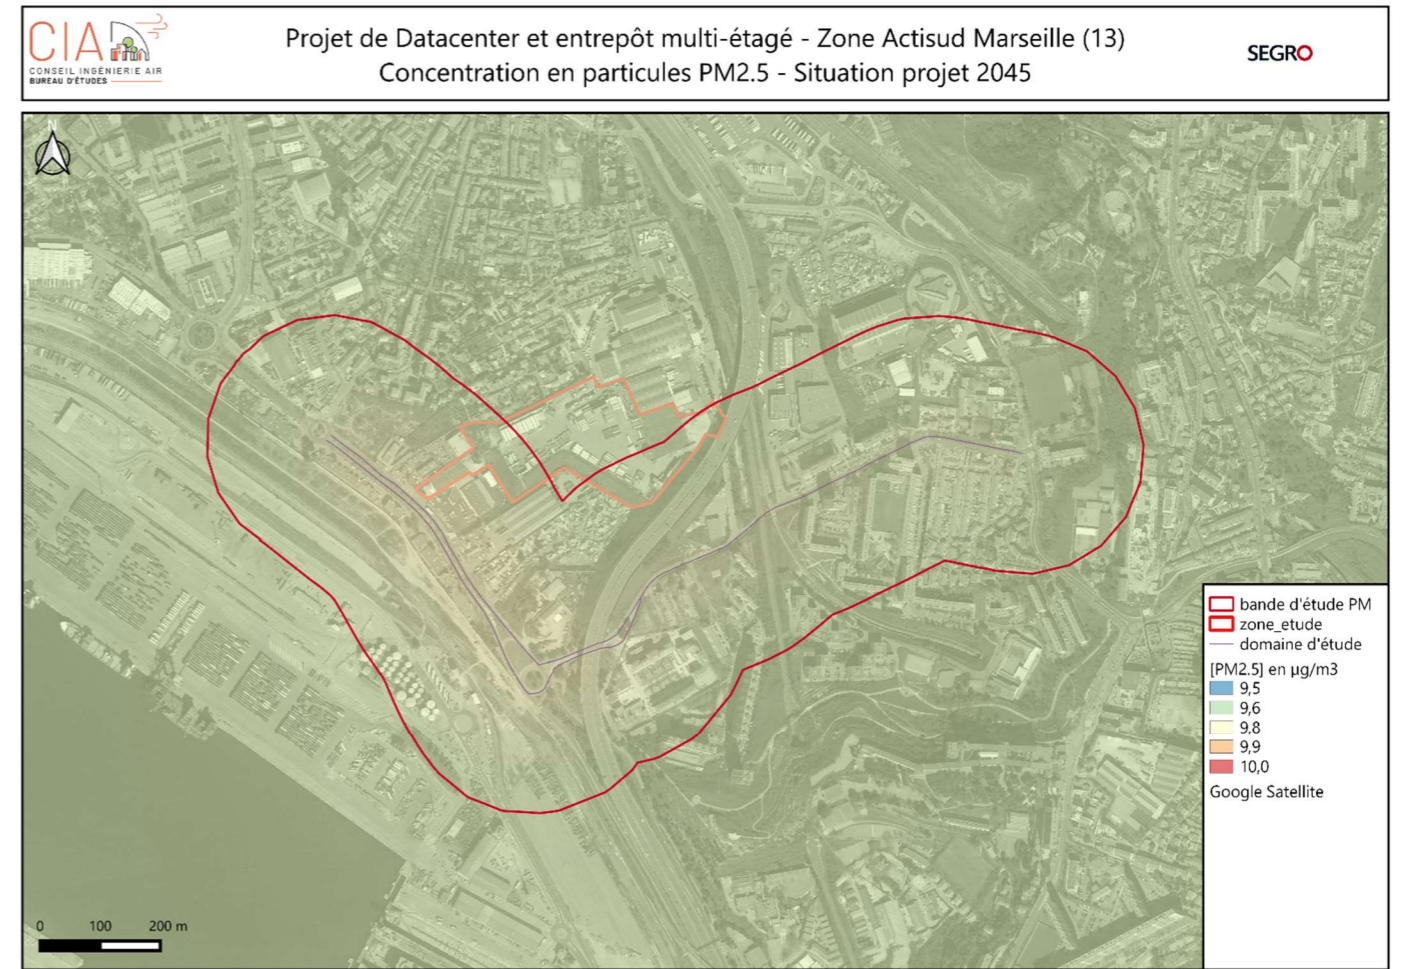 CIA
CONSEIL INGÉNIERIE AIR
BUREAU D'ÉTUDES
Projet de Datacenter et entrepôt multi-étagé - Zone Actisud Marseille (13)
Concentration en particules PM2.5 - Situation projet 2045
SEGRO
N
bande d'étude PM
zone_etude
domaine d'étude
[PM2.5] en µg/m3
9,5
9,6
9,8
9,9
10,0
Google Satellite
0 100 200 m